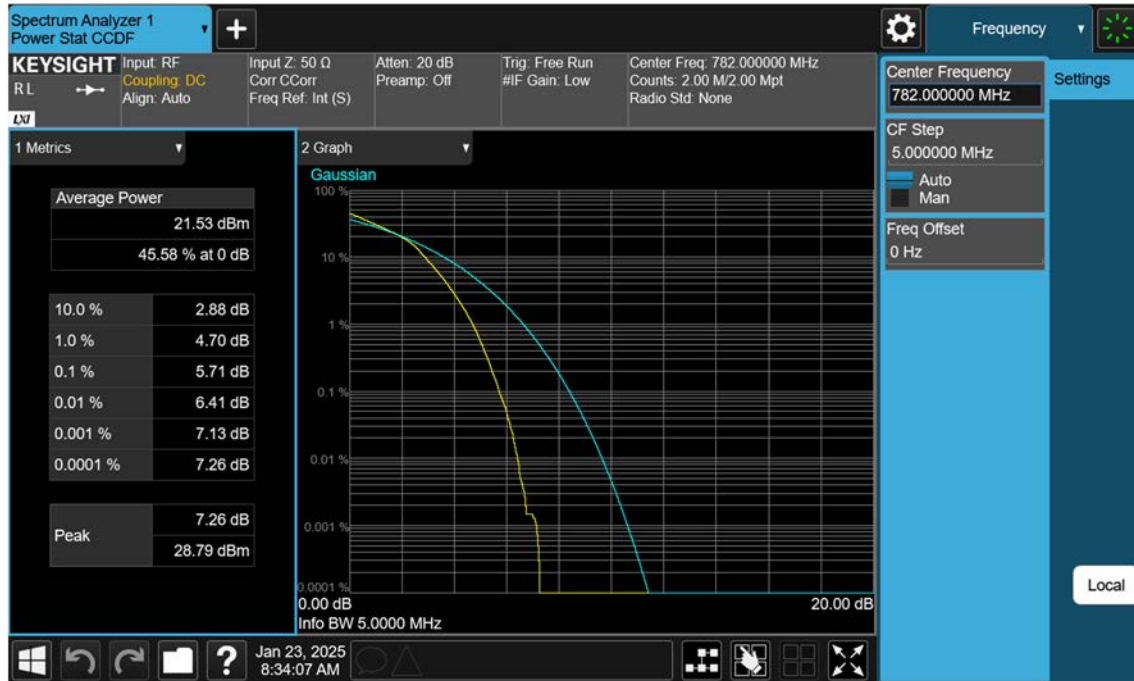 Spectrum Analyzer 1
Power Stat CCDF
Frequency
KEYSIGHT
R L
LXI
Input: RF
Coupling: DC
Align: Auto
Input Z: 50 Ω
Corr CCorr
Freq Ref: Int (S)
Atten: 20 dB
Preamp: Off
Trig: Free Run
#IF Gain: Low
Center Freq: 782.000000 MHz
Counts: 2.00 M/2.00 Mpt
Radio Std: None
1 Metrics
Average Power
21.53 dBm
45.58 % at 0 dB
10.0 % 2.88 dB
1.0 % 4.70 dB
0.1 % 5.71 dB
0.01 % 6.41 dB
0.001 % 7.13 dB
0.0001 % 7.26 dB
Peak 7.26 dB
28.79 dBm
2 Graph
Gaussian
100 %
10 %
1 %
0.1 %
0.01 %
0.001 %
0.0001 %
0.00 dB 20.00 dB
Info BW 5.0000 MHz
Center Frequency
782.000000 MHz
CF Step
5.000000 MHz
Auto
Man
Freq Offset
0 Hz
Settings
Local
?
Jan 23, 2025
8:34:07 AM